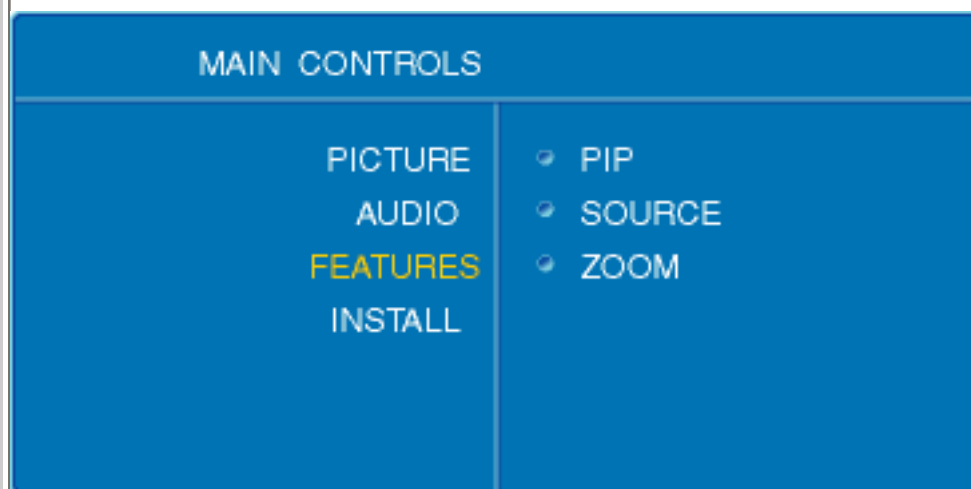 MAIN CONTROLS
PICTURE
AUDIO
FEATURES
INSTALL
PIP
SOURCE
ZOOM